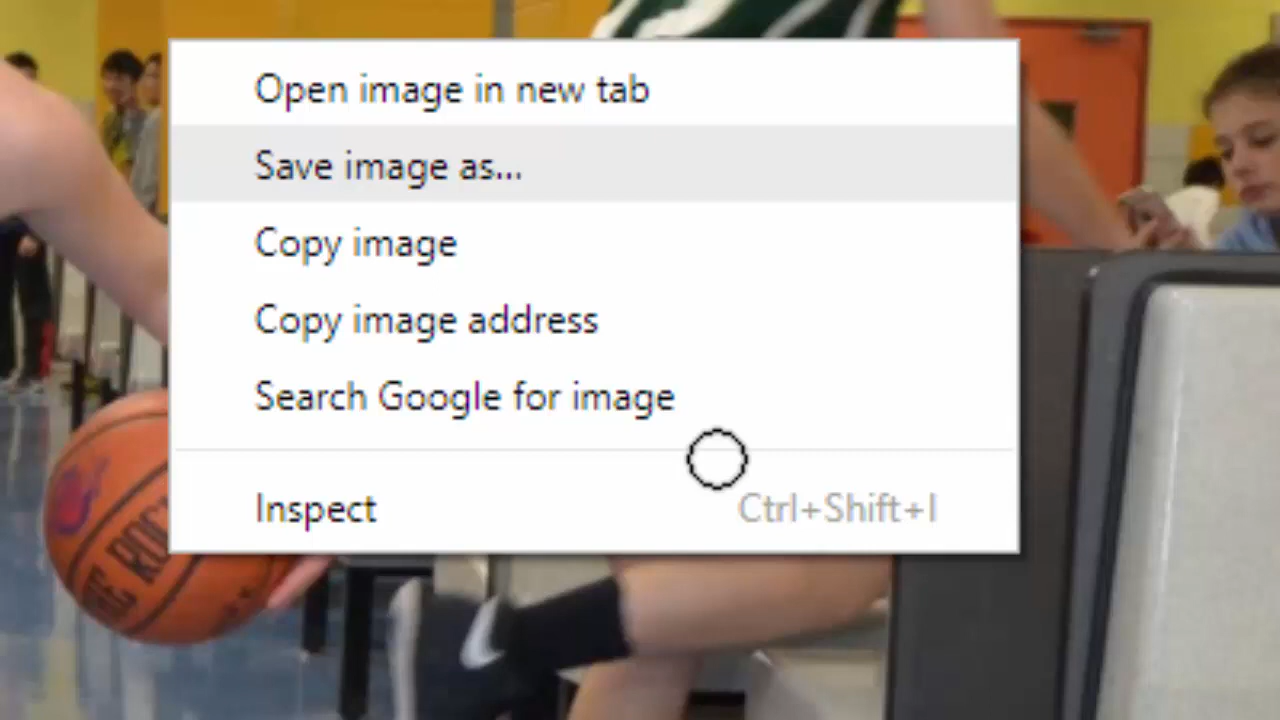 Open image in new tab
Save image as...
Copy image
Copy image address
Search Google for image
Inspect Ctrl+Shift+I